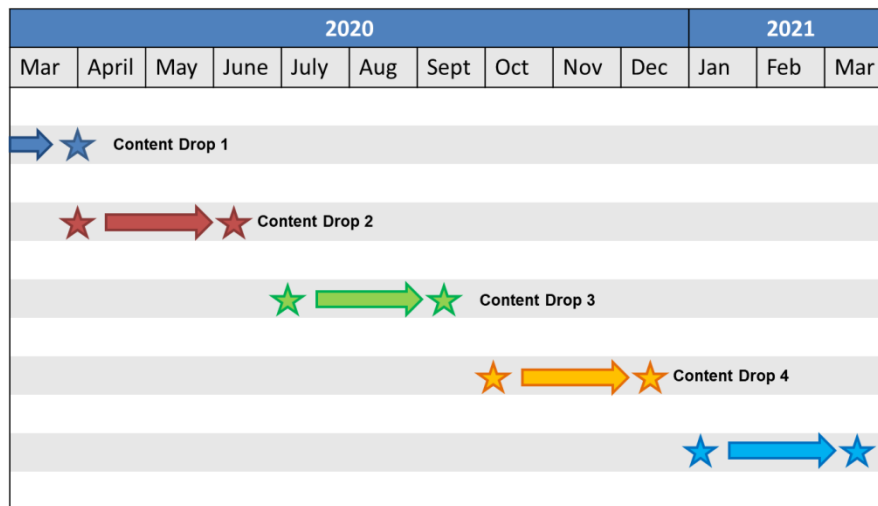 2020 2021
Mar April May June July Aug Sept Oct Nov Dec Jan Feb Mar
Content Drop 1
Content Drop 2
Content Drop 3
Content Drop 4